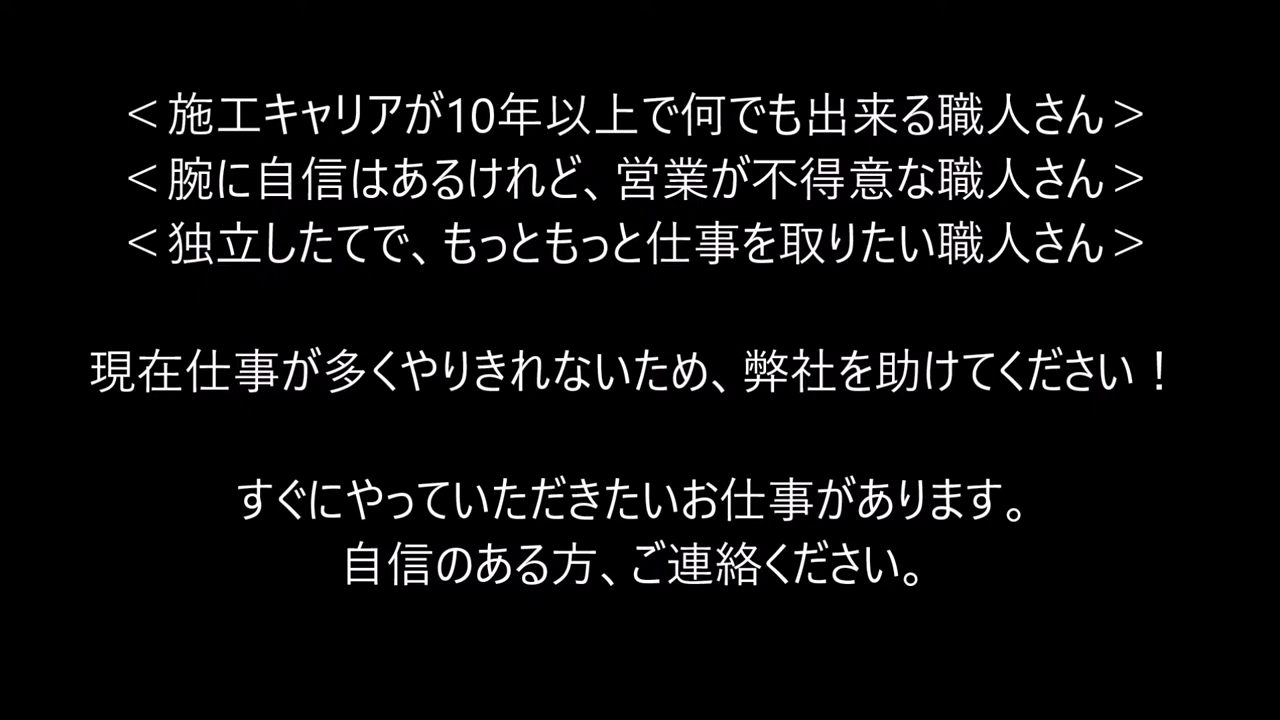 ＜施工キャリアが10年以上で何でも出来る職人さん＞
＜腕に自信はあるけれど、営業が不得意な職人さん＞
＜独立したてで、もっともっと仕事を取りたい職人さん＞
現在仕事が多くやりきれないため、弊社を助けてください！
すぐにやっていただきたいお仕事があります。
自信のある方、ご連絡ください。